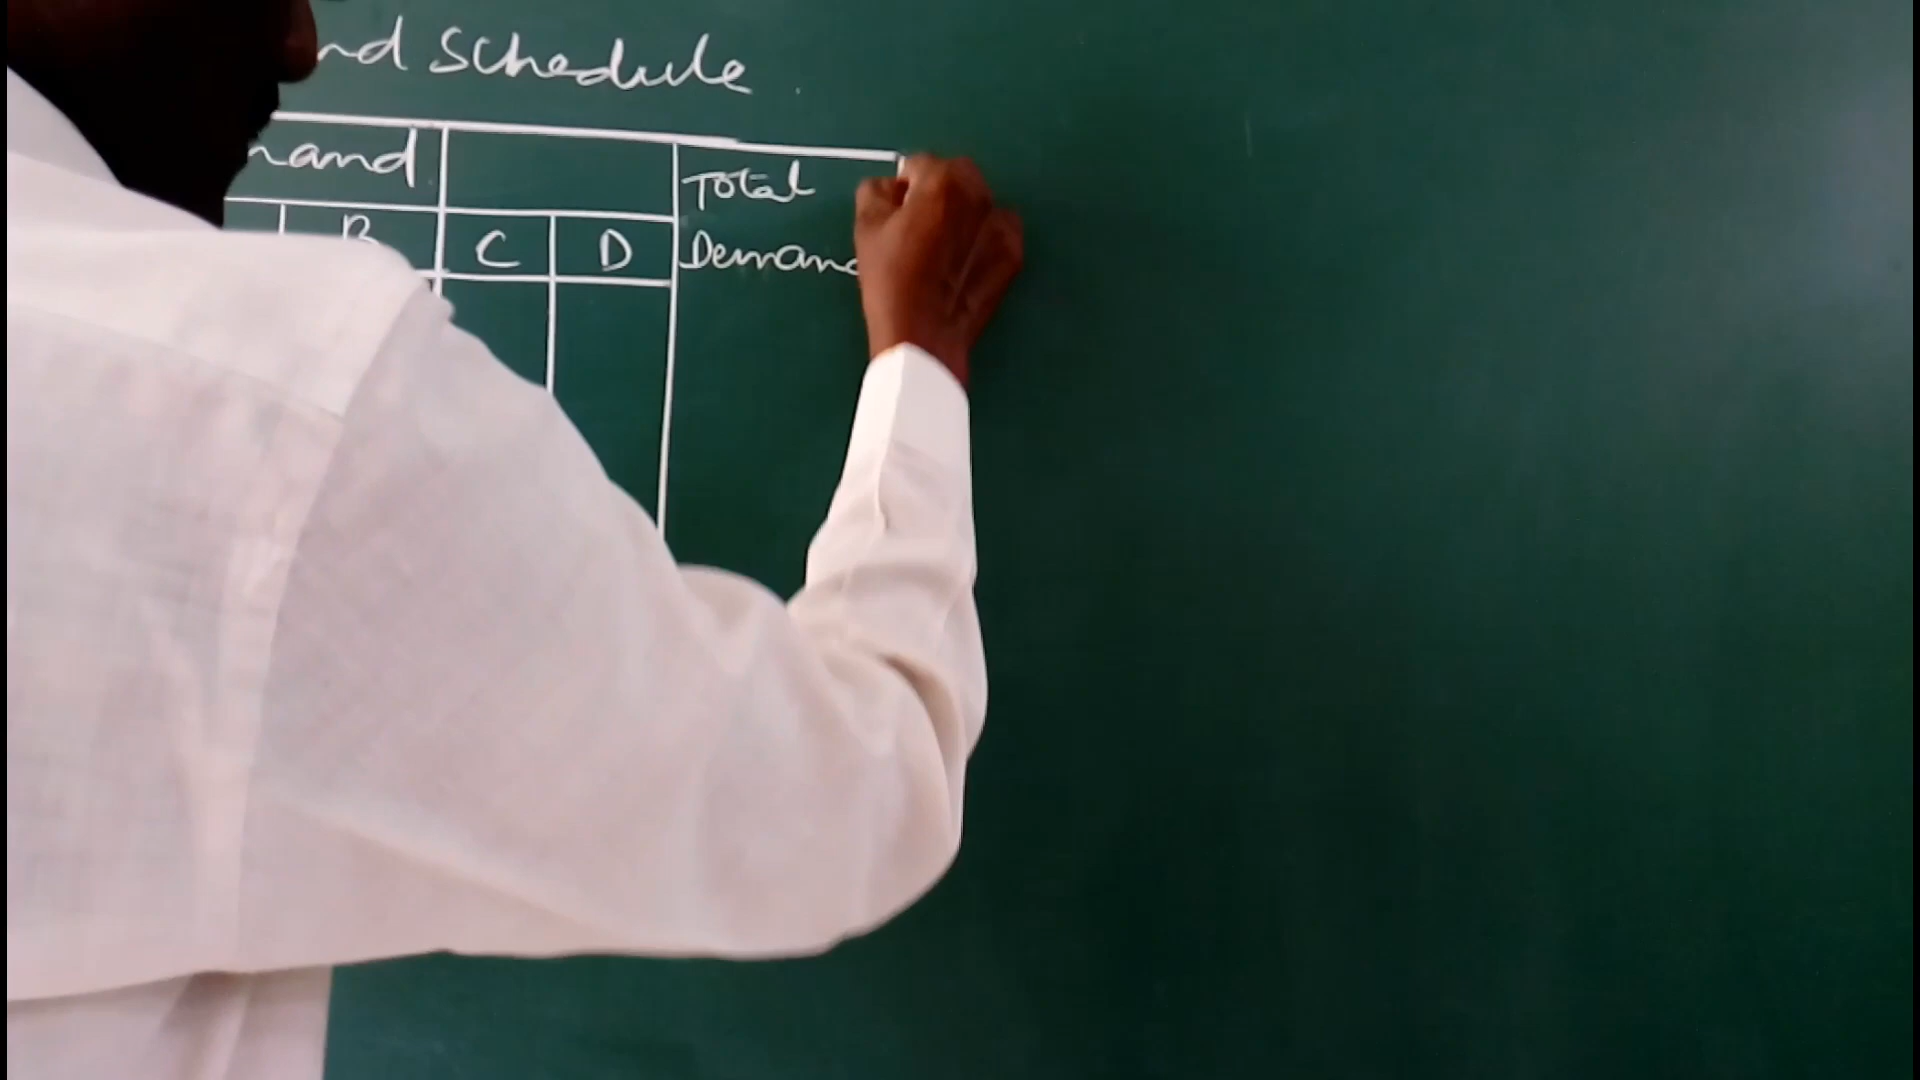 nd Schedule
mand
Total
B
C
D
Demand